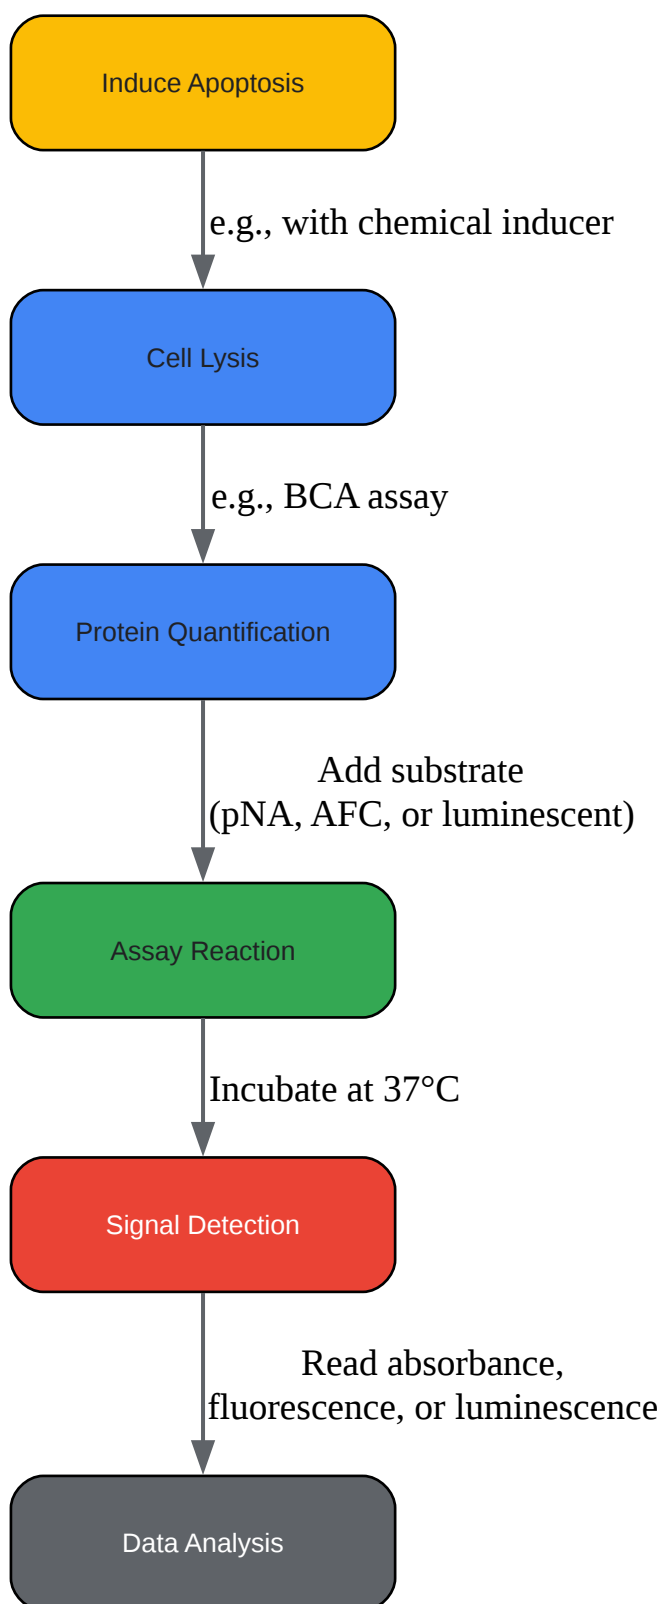 Induce Apoptosis
e.g., with chemical inducer
Cell Lysis
e.g., BCA assay
Protein Quantification
Add substrate
(pNA, AFC, or luminescent)
Assay Reaction
Incubate at 37°C
Signal Detection
Read absorbance,
fluorescence, or luminescence
Data Analysis